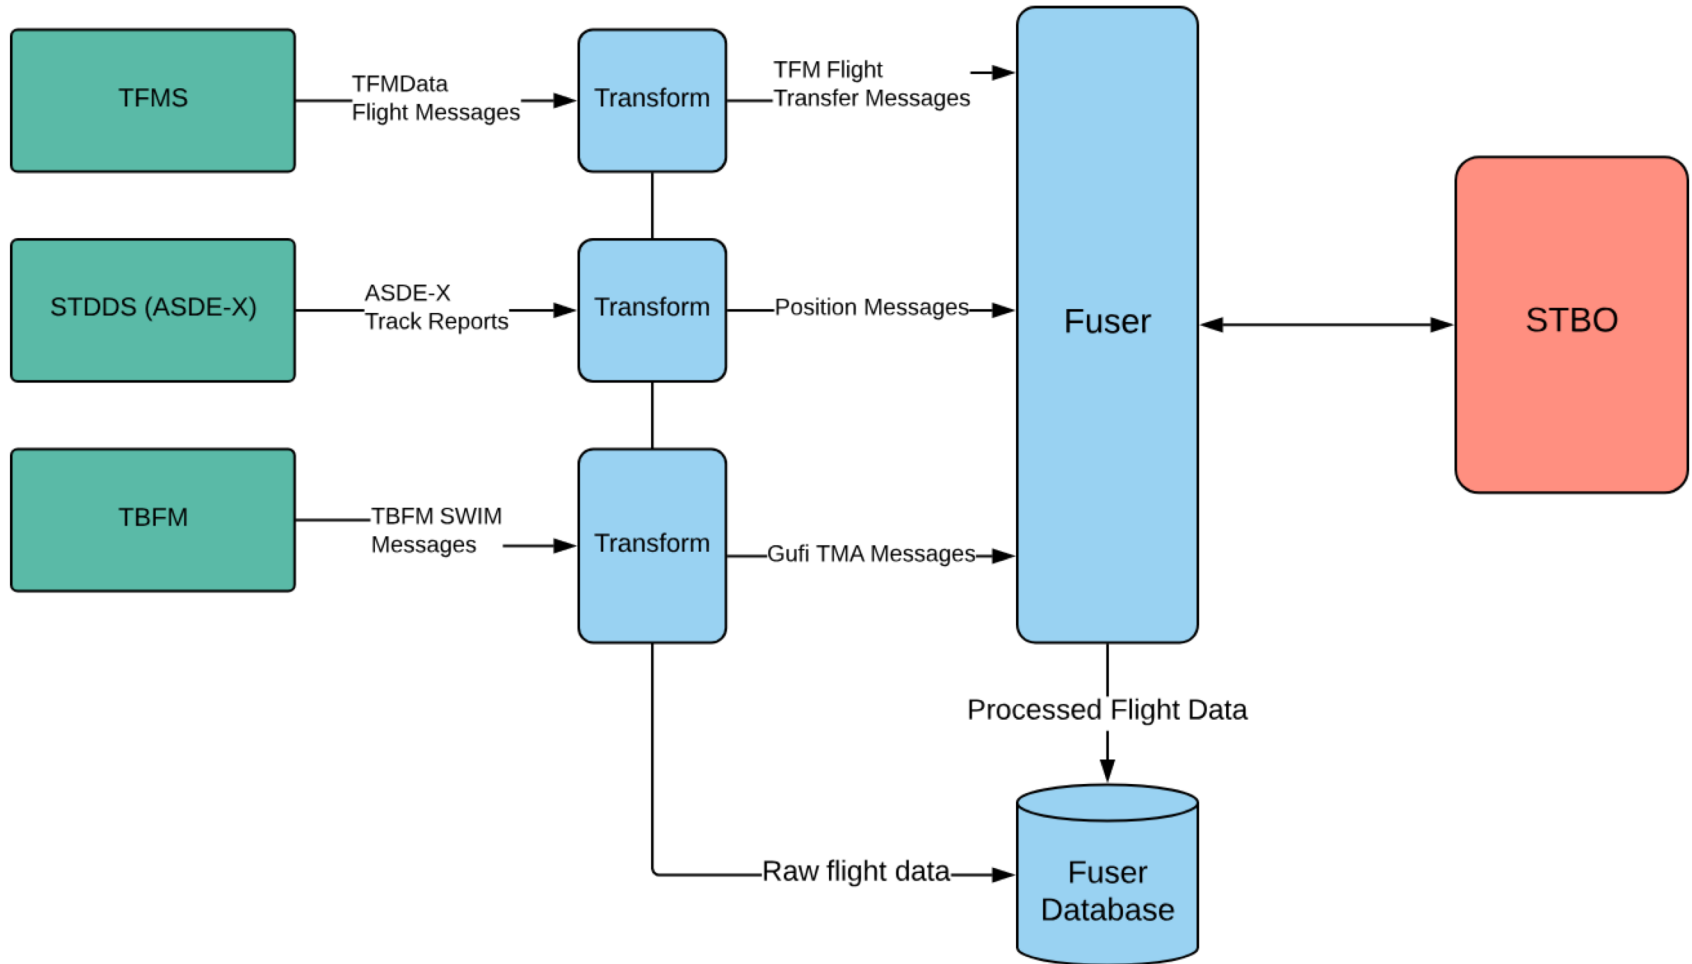 TFMS
TFMData
Flight Messages
Transform
TFM Flight
Transfer Messages
STDDS (ASDE-X)
ASDE-X
Track Reports
Transform
Position Messages
Fuser
STBO
TBFM
TBFM SWIM
Messages
Transform
Gufi TMA Messages
Processed Flight Data
Raw flight data
Fuser
Database